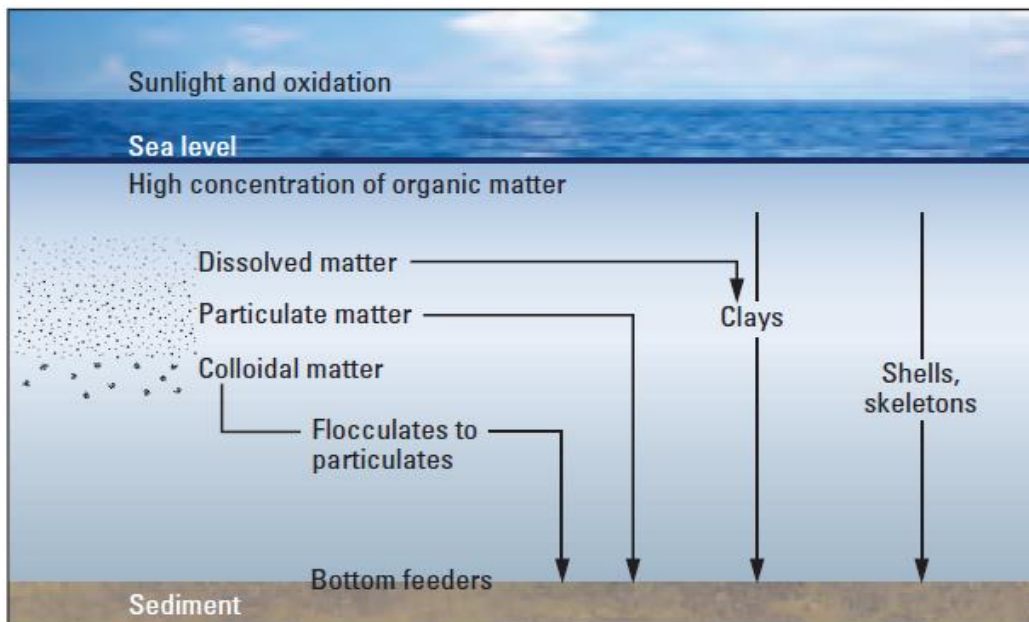 Sunlight and oxidation
Sea level
High concentration of organic matter
Dissolved matter
Particulate matter
Clays
Colloidal matter
Shells,
skeletons
Flocculates to
particulates
Bottom feeders
Sediment